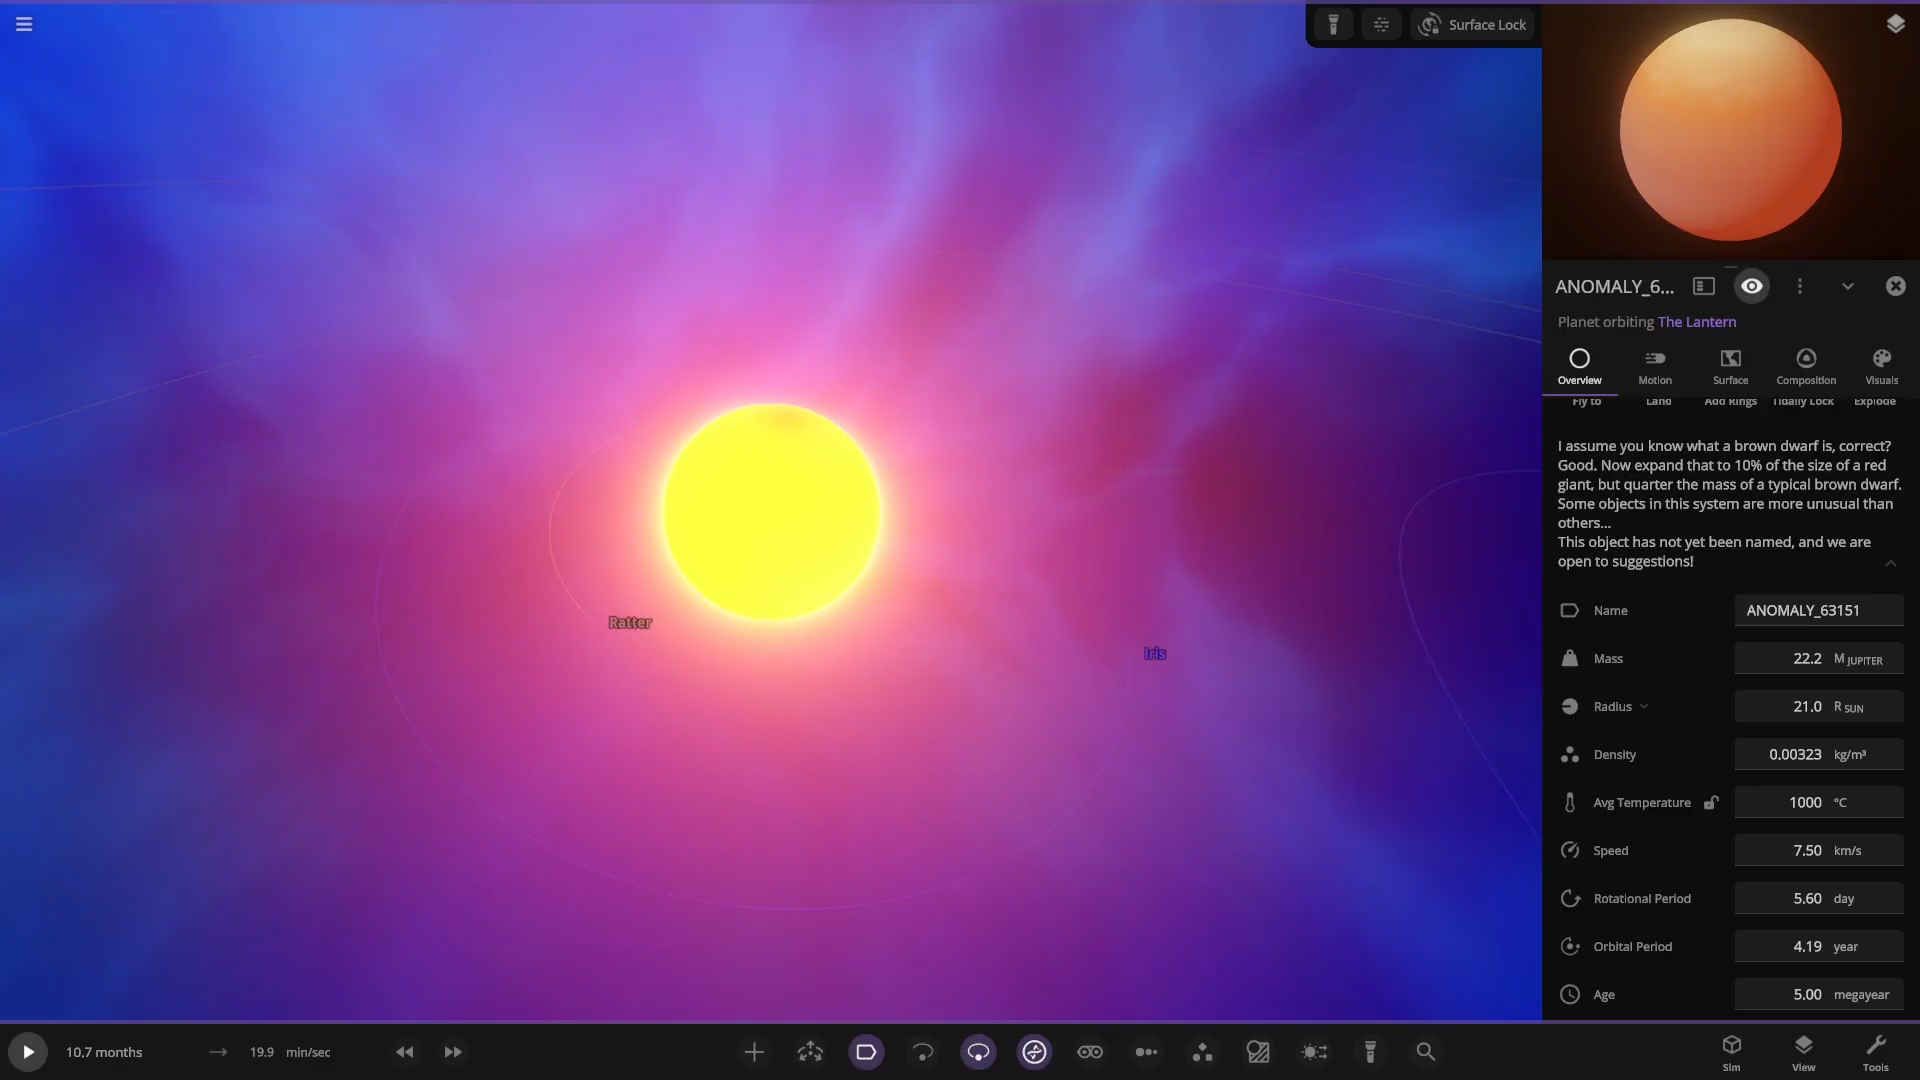 Surface Lock
ANOMALY_6...
Planet orbiting The Lantern
Overview
Motion
Surface
Composition
Visuals
Fly to
Land
Add Rings
Tidally Lock
Explode
I assume you know what a brown dwarf is, correct?
Good. Now expand that to 10% of the size of a red
giant, but quarter the mass of a typical brown dwarf.
Some objects in this system are more unusual than
others...
This object has not yet been named, and we are
open to suggestions!
Name ANOMALY_63151
Mass 22.2 M JUPITER
Radius 21.0 R SUN
Density 0.00323 kg/m³
Avg Temperature 1000 °C
Speed 7.50 km/s
Rotational Period 5.60 day
Orbital Period 4.19 year
Age 5.00 megayear
Ratter
Iris
10.7 months
19.9 min/sec
Sim
View
Tools